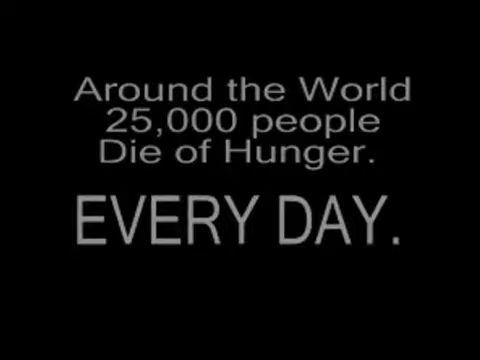 Around the World
25,000 people
Die of Hunger.
EVERY DAY.